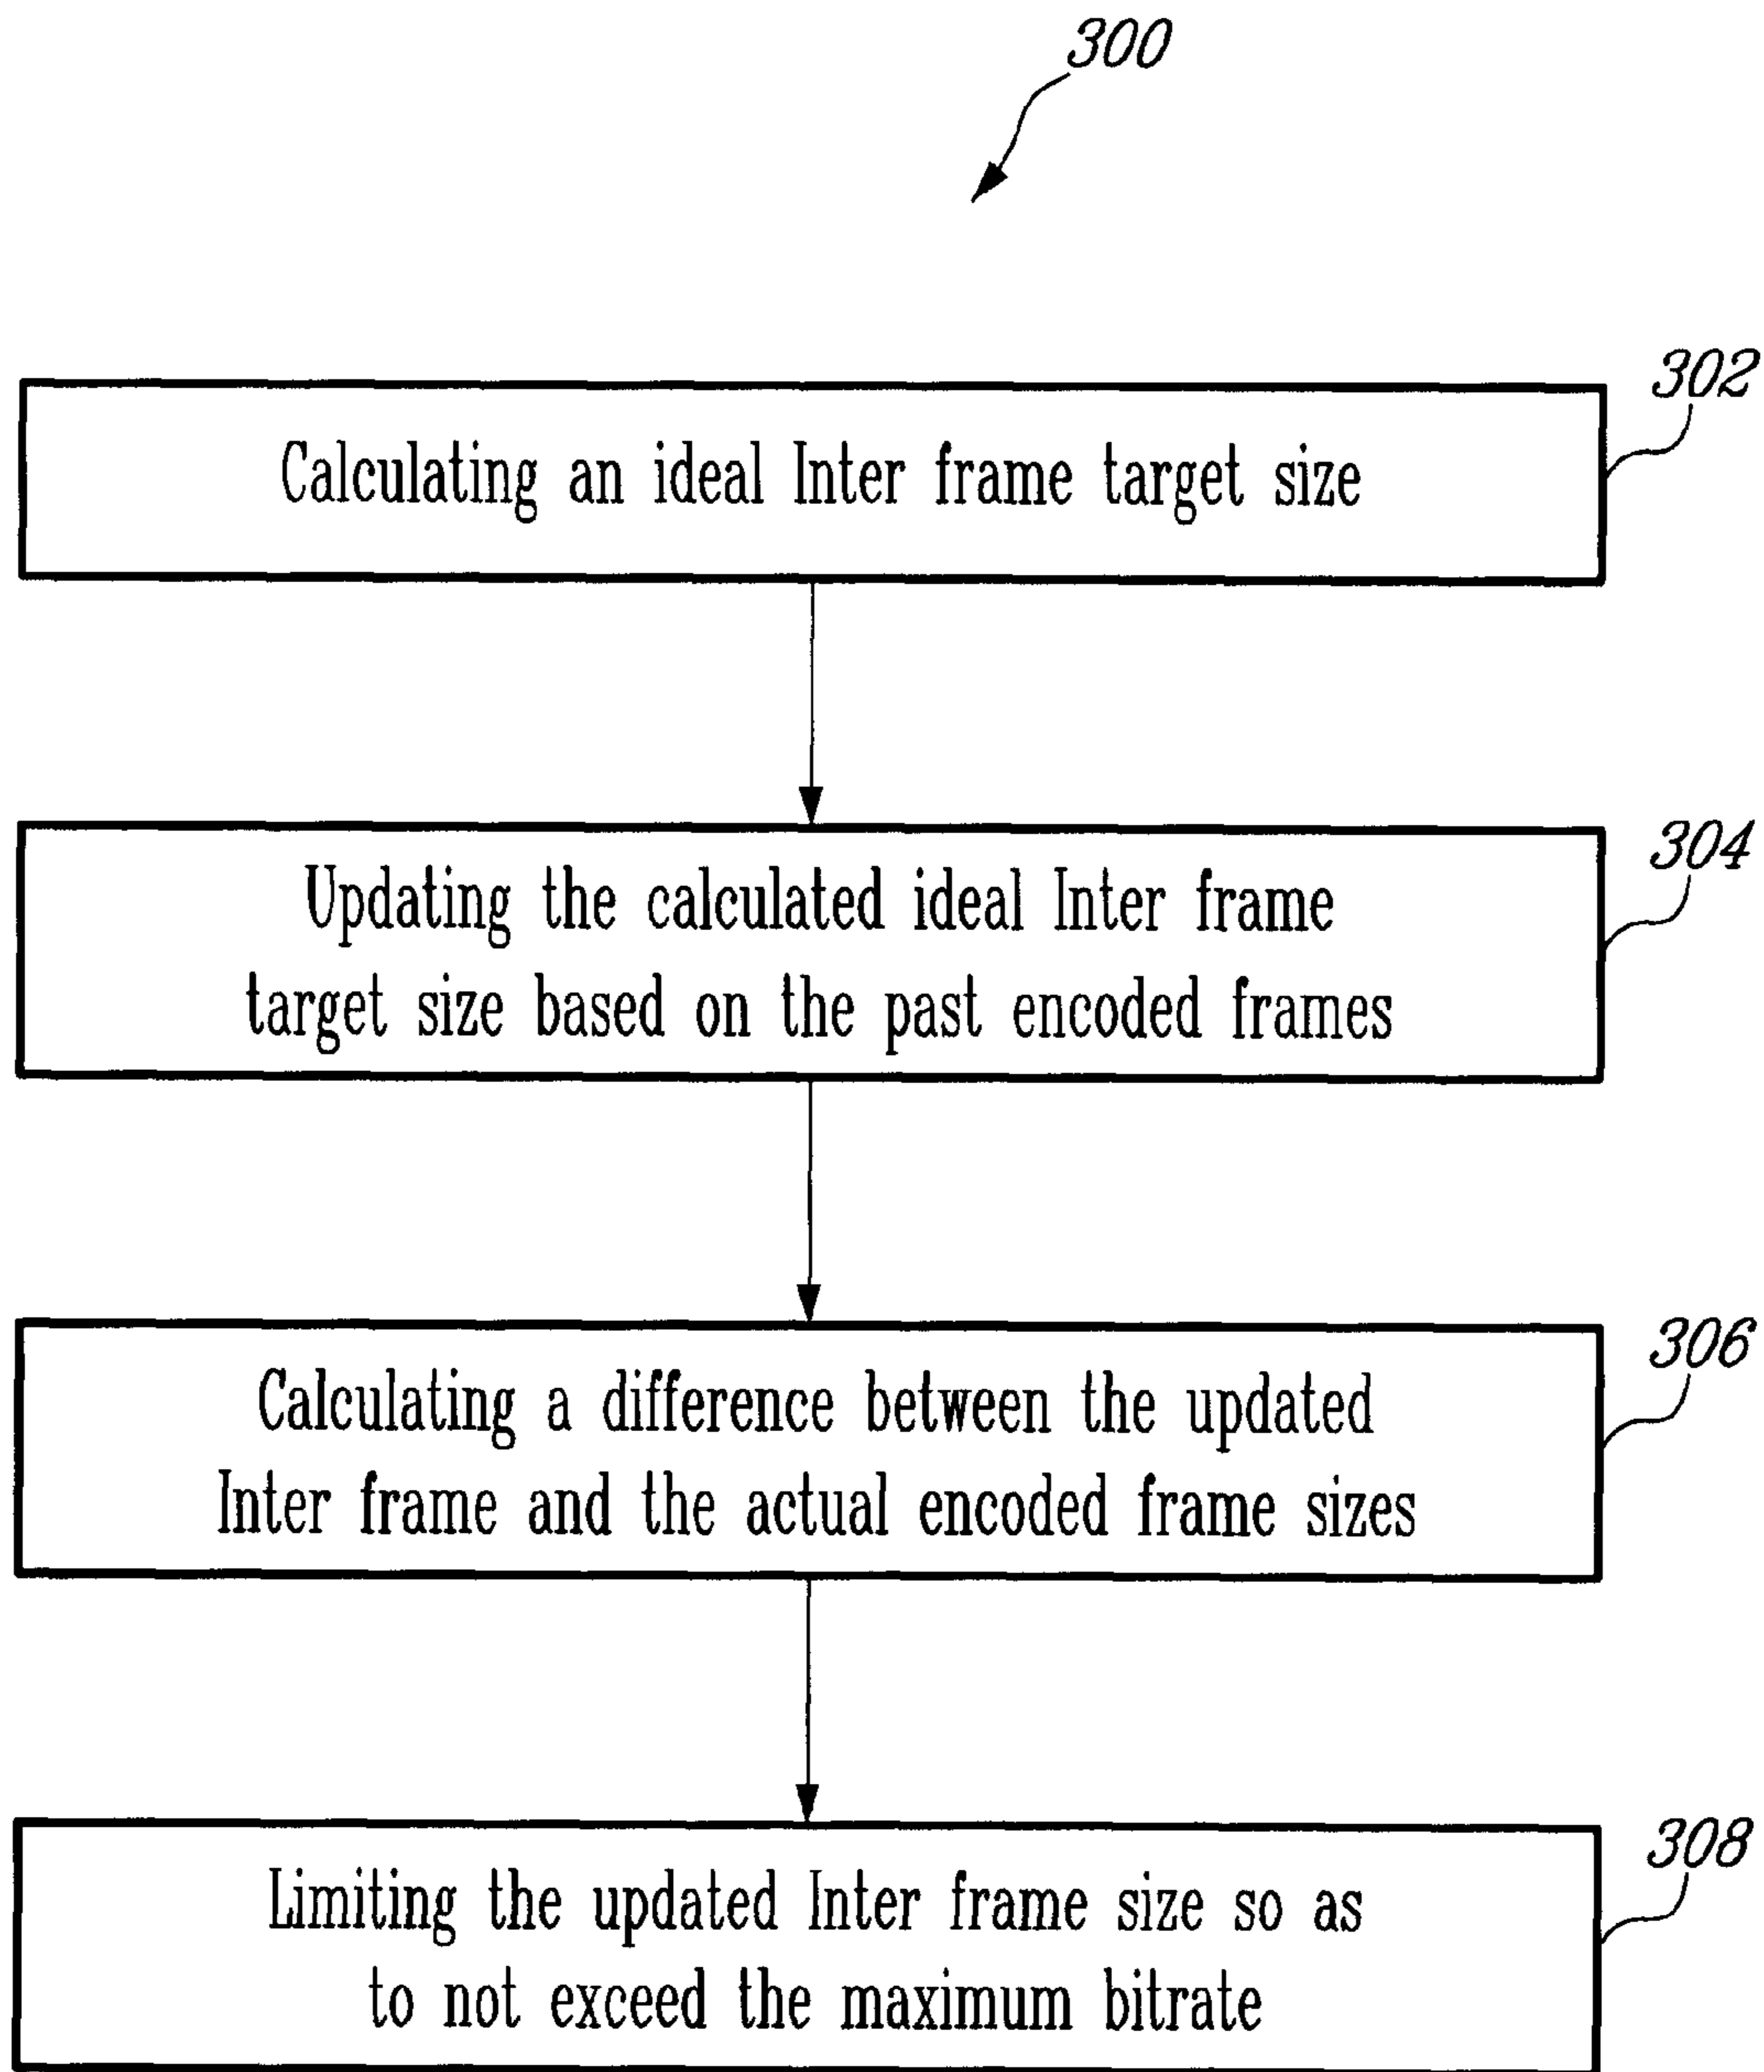 300
302
Calculating an ideal Inter frame target size
304
Updating the calculated ideal Inter frame
target size based on the past encoded frames
306
Calculating a difference between the updated
Inter frame and the actual encoded frame sizes
308
Limiting the updated Inter frame size so as
to not exceed the maximum bitrate